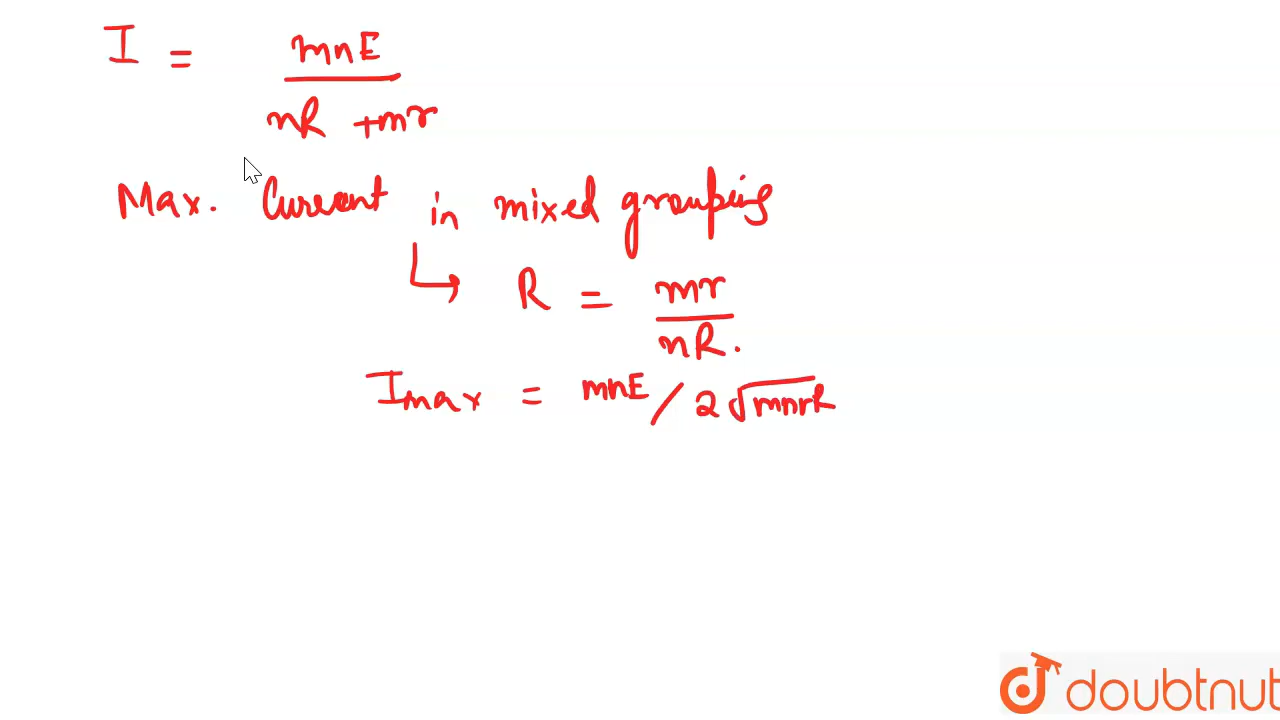 I = mnE / nR + mr
Max. Current in mixed grouping
↳ R = mr / nR.
Imax = mnE / 2 √mnrR
doubtnut